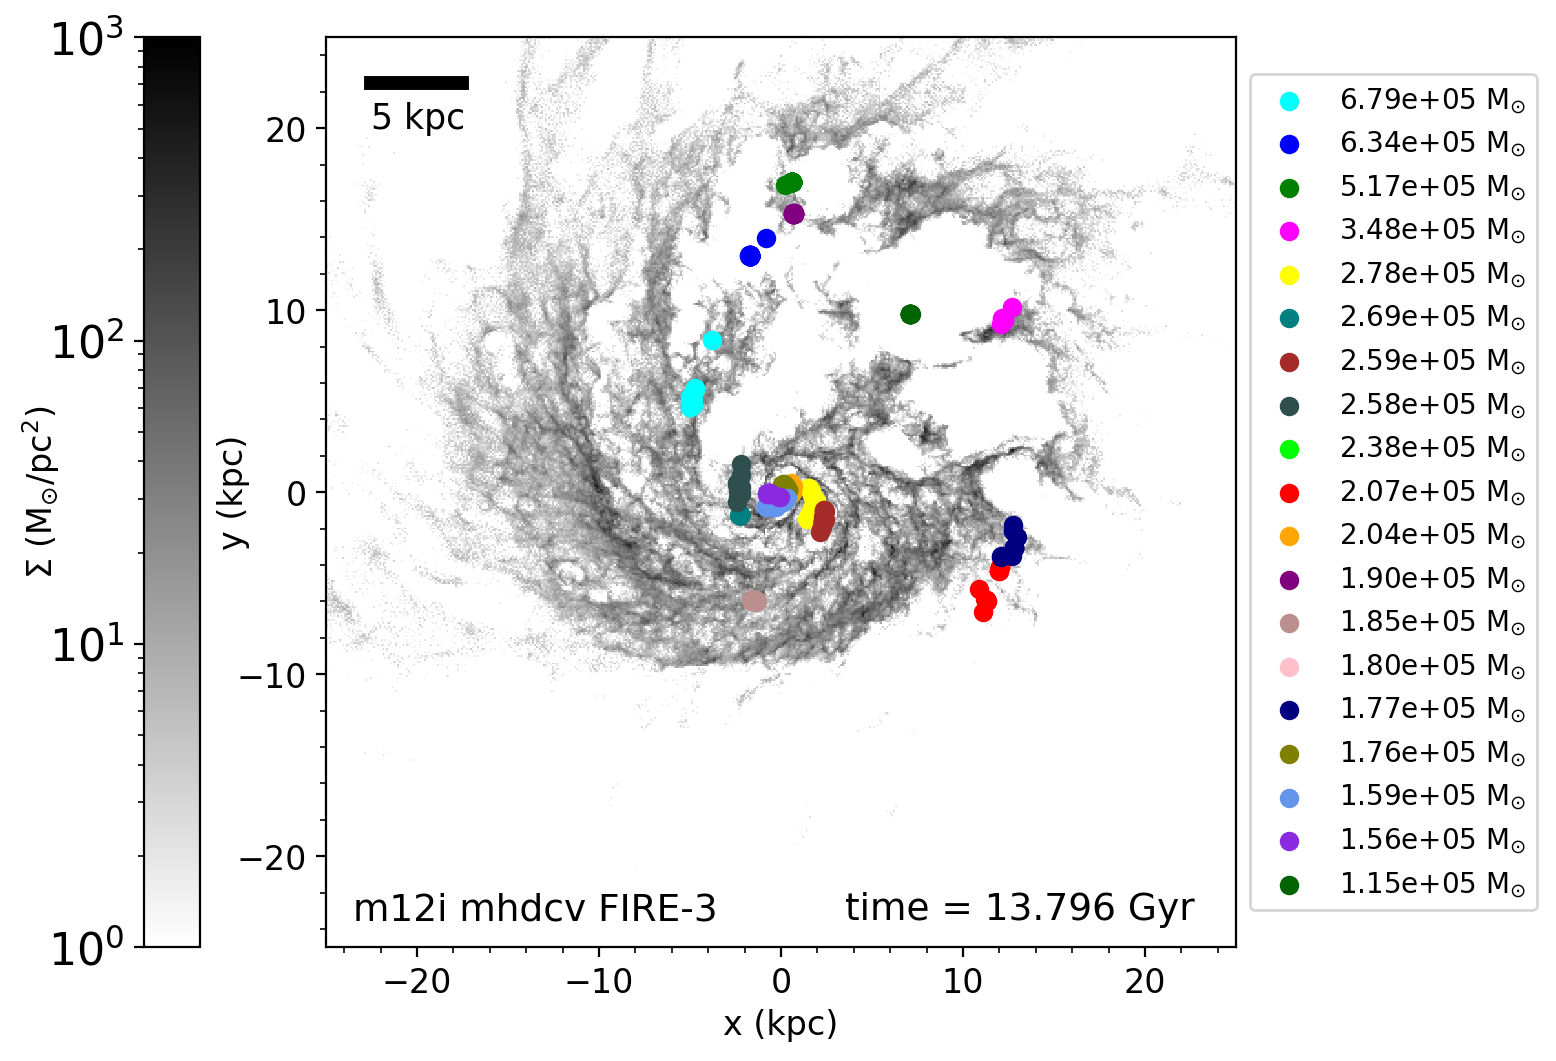 10³
10²
10¹
10⁰
Σ (M☉/pc²)
y (kpc)
20
10
0
−10
−20
5 kpc
m12i mhdcv FIRE-3
time = 13.796 Gyr
−20
−10
0
10
20
x (kpc)
6.79e+05 M☉
6.34e+05 M☉
5.17e+05 M☉
3.48e+05 M☉
2.78e+05 M☉
2.69e+05 M☉
2.59e+05 M☉
2.58e+05 M☉
2.38e+05 M☉
2.07e+05 M☉
2.04e+05 M☉
1.90e+05 M☉
1.85e+05 M☉
1.80e+05 M☉
1.77e+05 M☉
1.76e+05 M☉
1.59e+05 M☉
1.56e+05 M☉
1.15e+05 M☉